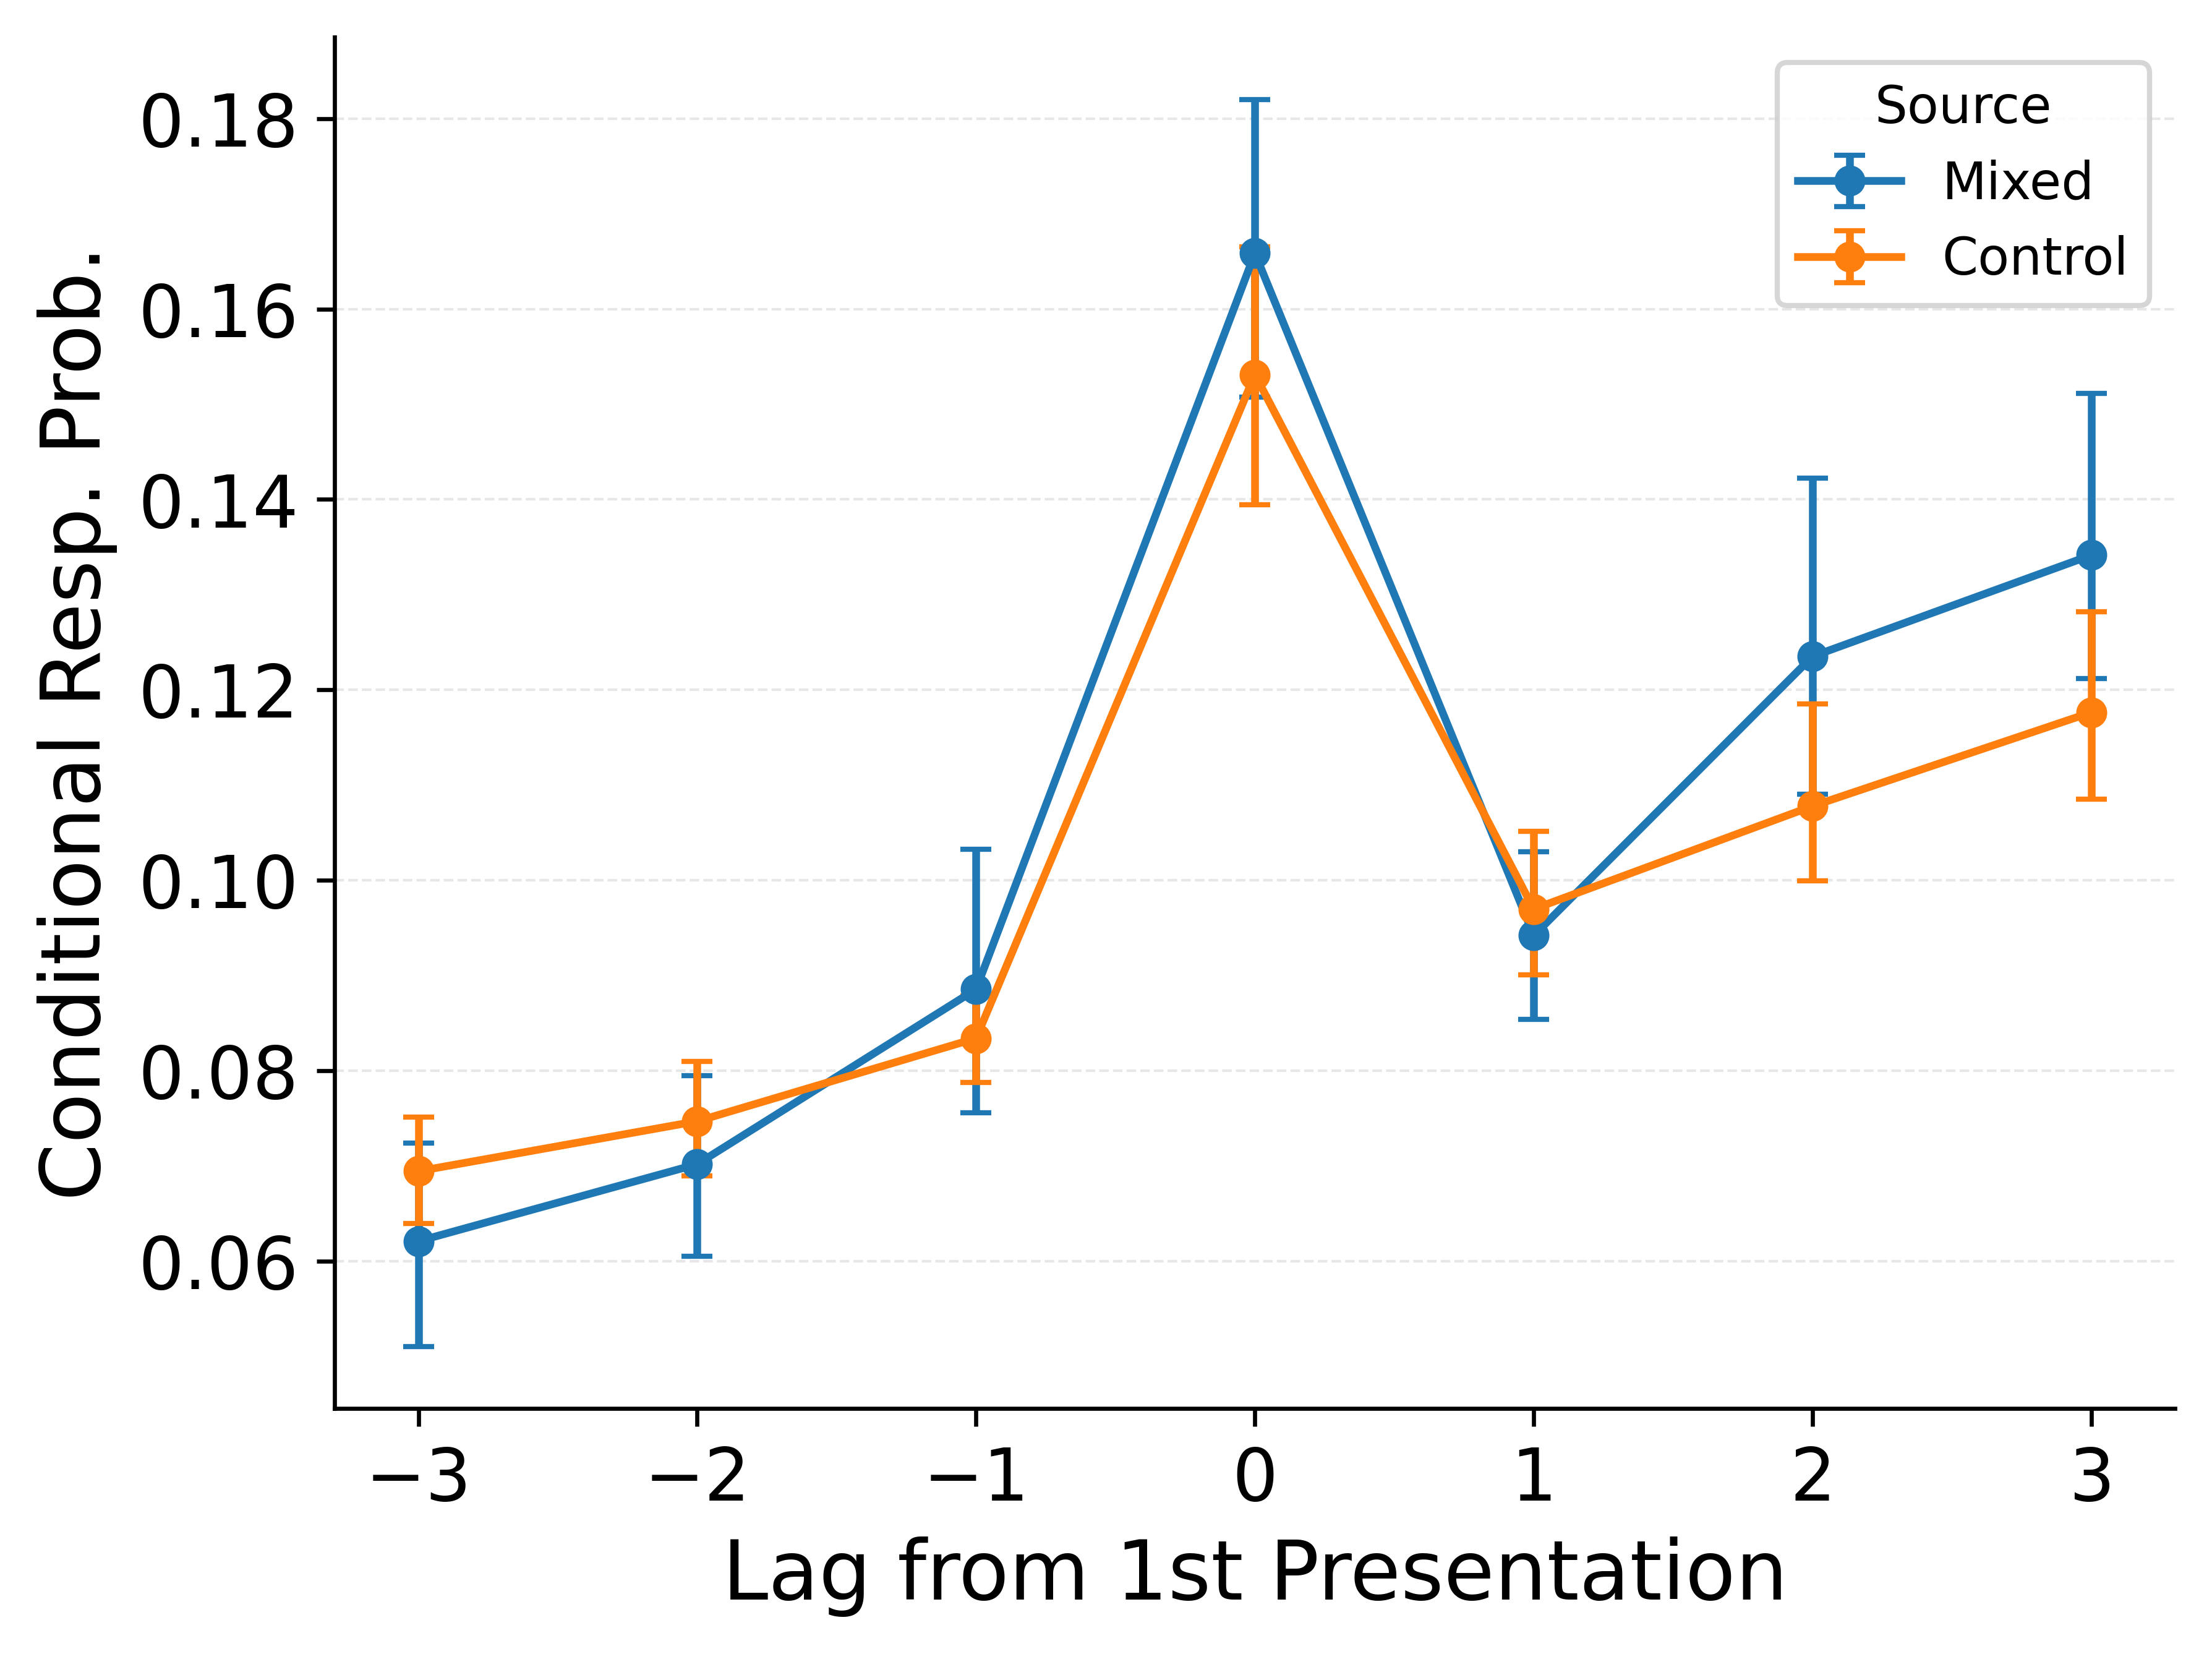 Conditional Resp. Prob.
0.18
0.16
0.14
0.12
0.10
0.08
0.06
Source
Mixed
Control
−3 −2 −1 0 1 2 3
Lag from 1st Presentation